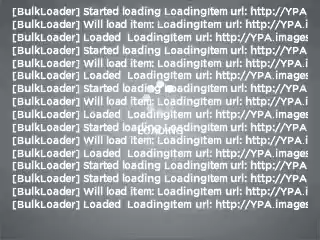 [BulkLoader] Started loading LoadingItem url: http://YPA
[BulkLoader] Will load item: LoadingItem url: http://YPA.i
[BulkLoader] Loaded LoadingItem url: http://YPA.images
[BulkLoader] Started loading LoadingItem url: http://YPA
[BulkLoader] Will load item: LoadingItem url: http://YPA.i
[BulkLoader] Loaded LoadingItem url: http://YPA.images
[BulkLoader] Started loading LoadingItem url: http://YPA
[BulkLoader] Will load item: LoadingItem url: http://YPA.i
[BulkLoader] Loaded LoadingItem url: http://YPA.images
[BulkLoader] Started loading LoadingItem url: http://YPA
LOADING
[BulkLoader] Will load item: LoadingItem url: http://YPA.i
[BulkLoader] Loaded LoadingItem url: http://YPA.images
[BulkLoader] Started loading LoadingItem url: http://YPA
[BulkLoader] Will load item: LoadingItem url: http://YPA.i
[BulkLoader] Loaded LoadingItem url: http://YPA.images